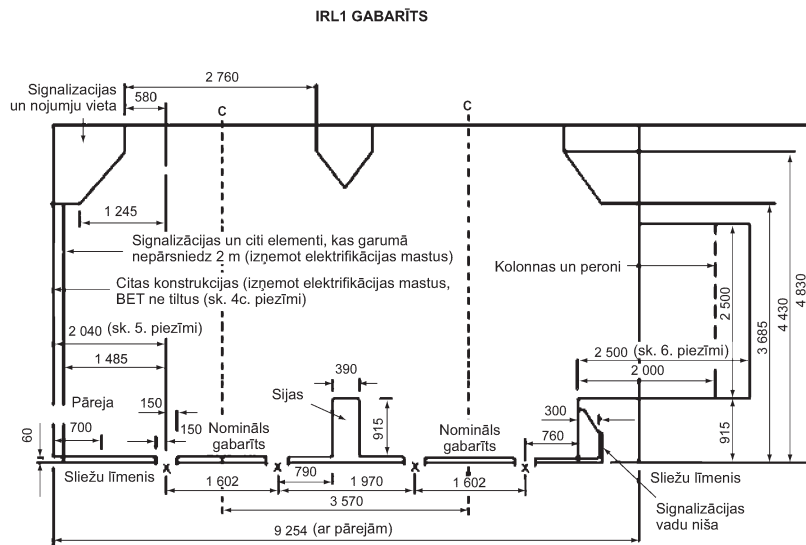 IRL1 GABARĪTS
Signalizacijas
un nojumju vieta
2 760
580
C
C
1 245
Signalizācijas un citi elementi, kas garumā
nepārsniedz 2 m (izņemot elektrifikācijas mastus)
Citas konstrukcijas (izņemot elektrifikācijas mastus,
BET ne tiltus (sk. 4c. piezīmi)
Kolonnas un peroni
2 500
3 685
4 430
4 830
2 040 (sk. 5. piezīmi)
1 485
2 500 (sk. 6. piezīmi)
2 000
390
Pāreja
150
150
700
60
Sijas
915
Nomināls
gabarīts
Nomināls
gabarīts
300
760
915
Sliežu līmenis
790
Sliežu līmenis
x
x
x
x
1 602
1 970
1 602
3 570
Signalizācijas
vadu niša
9 254 (ar pārejām)